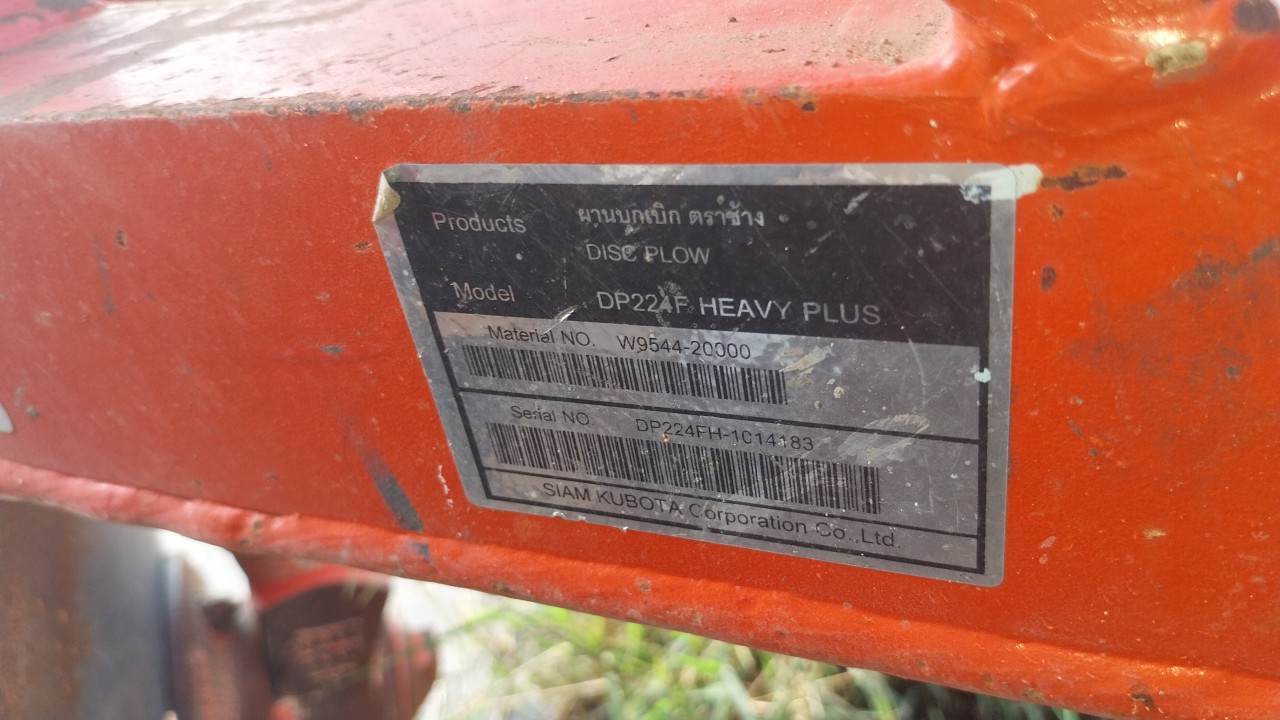 Products ผานบุกเบิก ตราช้าง
DISC PLOW
Model DP224F HEAVY PLUS
Material NO. W9544-20000
Serial NO. DP224FH-1014183
SIAM KUBOTA Corporation Co.,Ltd.